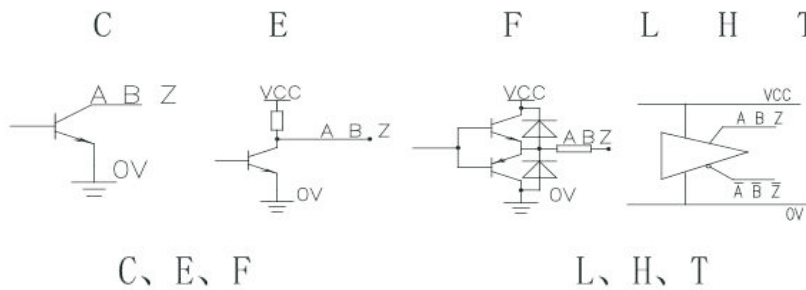 C E F L H T
A B Z
0V
VCC
A B Z
0V
VCC
A B Z
0V
VCC
A B Z
A̅ B̅ Z̅
0V
C、E、F L、H、T